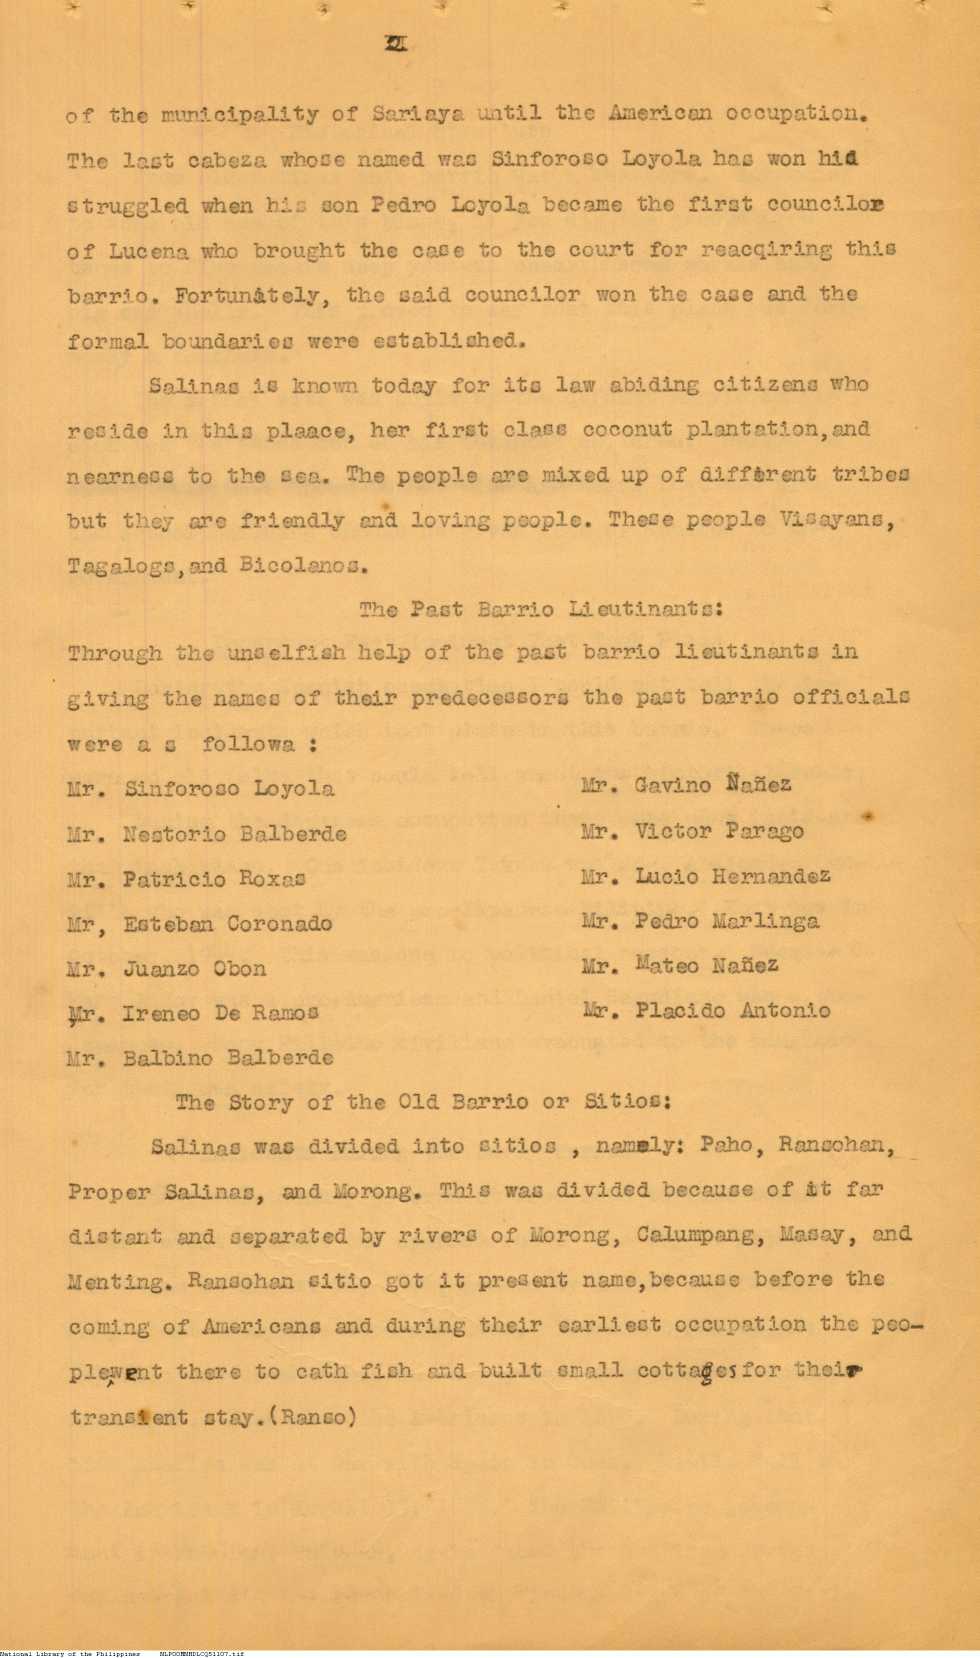 II
of the municipality of Sariaya until the American occupation.
The last cabeza whose named was Sinforoso Loyola has won hid
struggled when his son Pedro Loyola became the first councilor
of Lucena who brought the case to the court for reacqiring this
barrio. Fortunately, the said councilor won the case and the
formal boundaries were established.
Salinas is known today for its law abiding citizens who
reside in this plaace, her first class coconut plantation,and
nearness to the sea. The people are mixed up of different tribes
but they are friendly and loving people. These people Visayans,
Tagalogs,and Bicolanos.
The Past Barrio Lieutinants:
Through the unselfish help of the past barrio lieutinants in
giving the names of their predecessors the past barrio officials
were a s followa :
Mr. Sinforoso Loyola Mr. Gavino Ñañez
Mr. Nestorio Balberde Mr. Victor Parago
Mr. Patricio Roxas Mr. Lucio Hernandez
Mr, Esteban Coronado Mr. Pedro Marlinga
Mr. Juanzo Obon Mr. Mateo Nañez
Mr. Ireneo De Ramos Mr. Placido Antonio
Mr. Balbino Balberde
The Story of the Old Barrio or Sitios:
Salinas was divided into sitios , namely: Paho, Ransohan,
Proper Salinas, and Morong. This was divided because of it far
distant and separated by rivers of Morong, Calumpang, Masay, and
Menting. Ransohan sitio got it present name,because before the
coming of Americans and during their earliest occupation the peo-
plewent there to cath fish and built small cottages for their
transient stay.(Ranso)
National Library of the Philippines